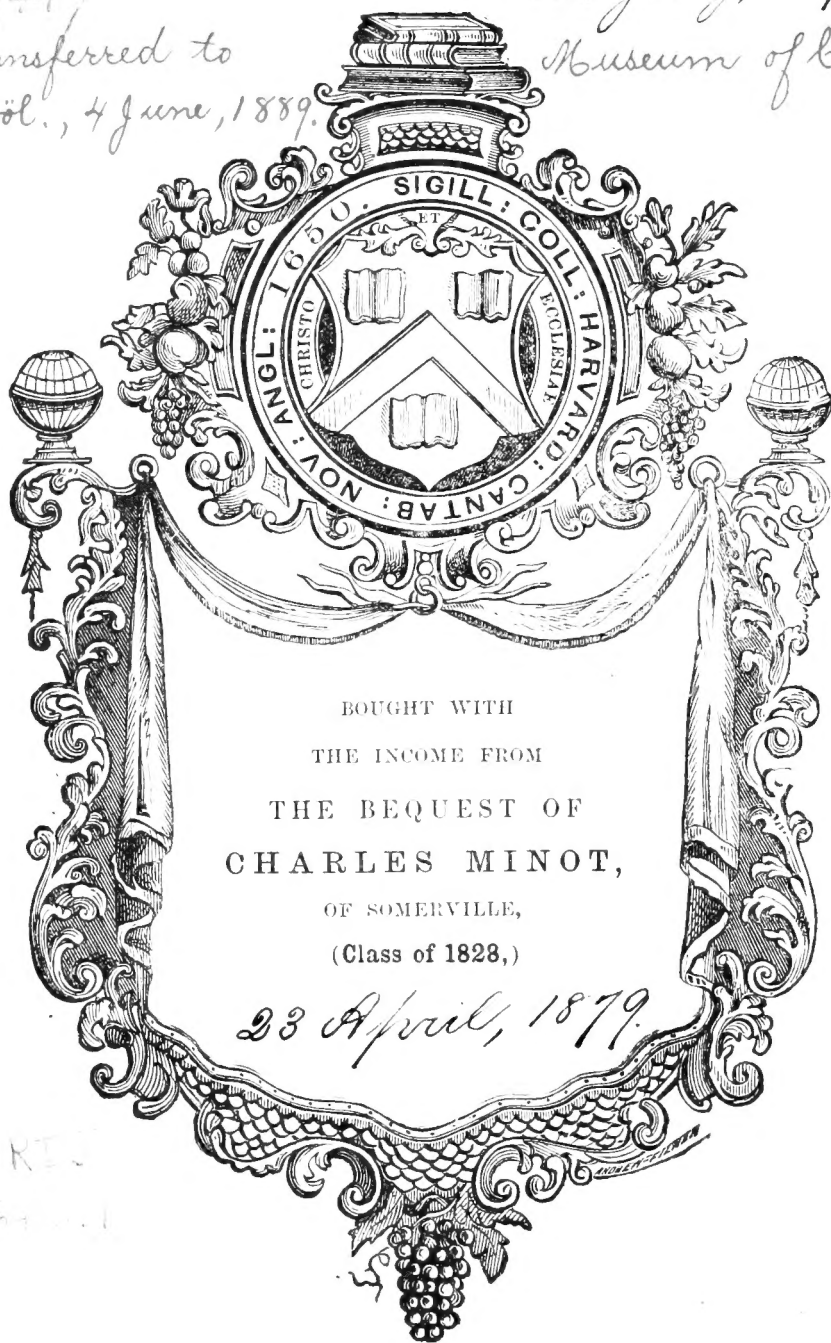 nsferred to Museum of
öl., 4 June, 1889.
SIGILL: COLL: HARVARD: CANTAB: NOV: ANGL: 1650.
ET
CHRISTO
ECCLESIAE
BOUGHT WITH
THE INCOME FROM
THE BEQUEST OF
CHARLES MINOT,
OF SOMERVILLE,
(Class of 1828,)
23 April, 1879.